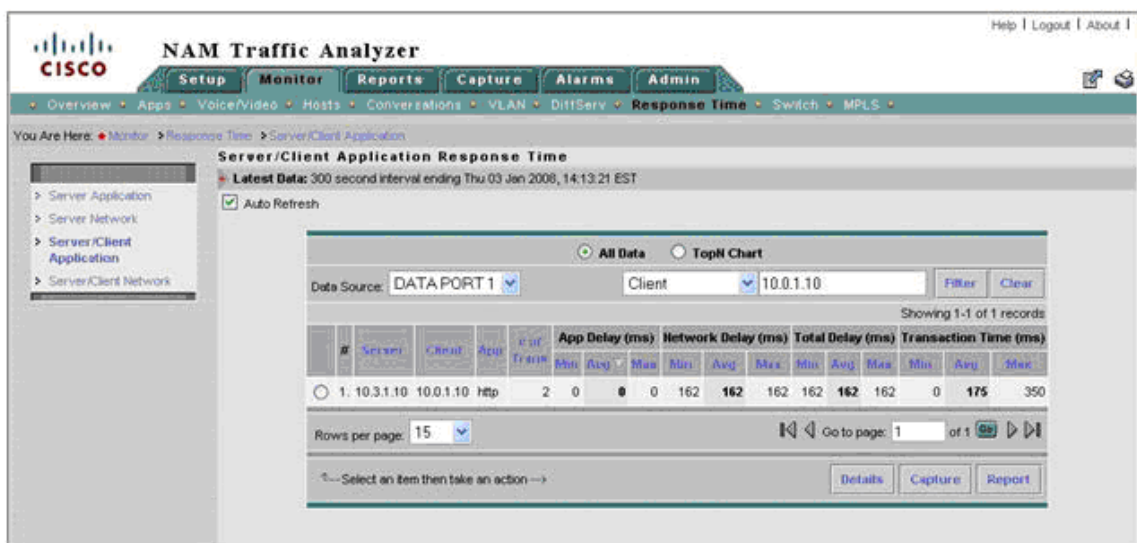 Help | Logout | About |
CISCO
NAM Traffic Analyzer
Setup Monitor Reports Capture Alarms Admin
Overview Apps Voice/Video Hosts Conversations VLAN DiffServ Response Time Switch MPLS
You Are Here: Monitor > Response Time > Server/Client Application
> Server Application
> Server Network
> Server/Client Application
> Server/Client Network
Server/Client Application Response Time
Latest Data: 300 second interval ending Thu 03 Jan 2008, 14:13:21 EST
Auto Refresh
All Data TopN Chart
Data Source: DATA PORT 1 Client 10.0.1.10 Filter Clear
Showing 1-1 of 1 records
# Server Client App # of Trans App Delay (ms) Network Delay (ms) Total Delay (ms) Transaction Time (ms)
Min Avg Max Min Avg Max Min Avg Max Min Avg Max
1. 10.3.1.10 10.0.1.10 http 2 0 0 0 162 162 162 162 162 162 0 175 350
Rows per page: 15 Go to page: 1 of 1 Go
^--Select an item then take an action --> Details Capture Report